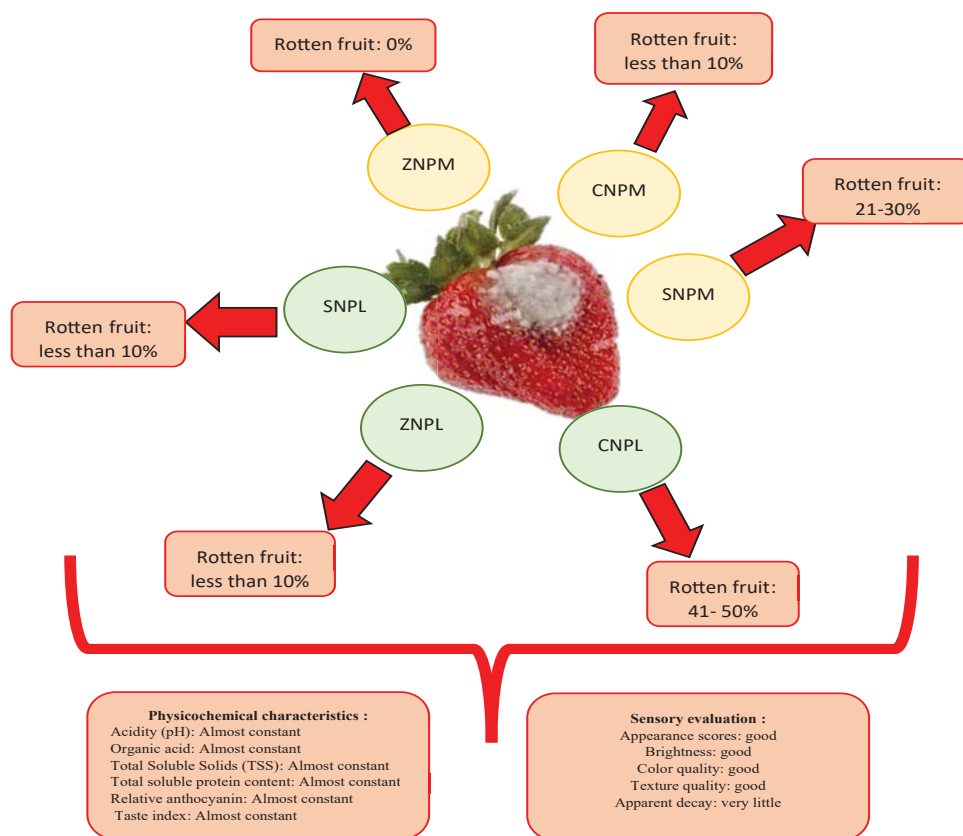 Rotten fruit: 0%
Rotten fruit:
less than 10%
ZNPM
CNPM
Rotten fruit:
21-30%
SNPM
SNPL
Rotten fruit:
less than 10%
ZNPL
CNPL
Rotten fruit:
less than 10%
Rotten fruit:
41- 50%
Physicochemical characteristics :
Acidity (pH): Almost constant
Organic acid: Almost constant
Total Soluble Solids (TSS): Almost constant
Total soluble protein content: Almost constant
Relative anthocyanin: Almost constant
Taste index: Almost constant
Sensory evaluation :
Appearance scores: good
Brightness: good
Color quality: good
Texture quality: good
Apparent decay: very little